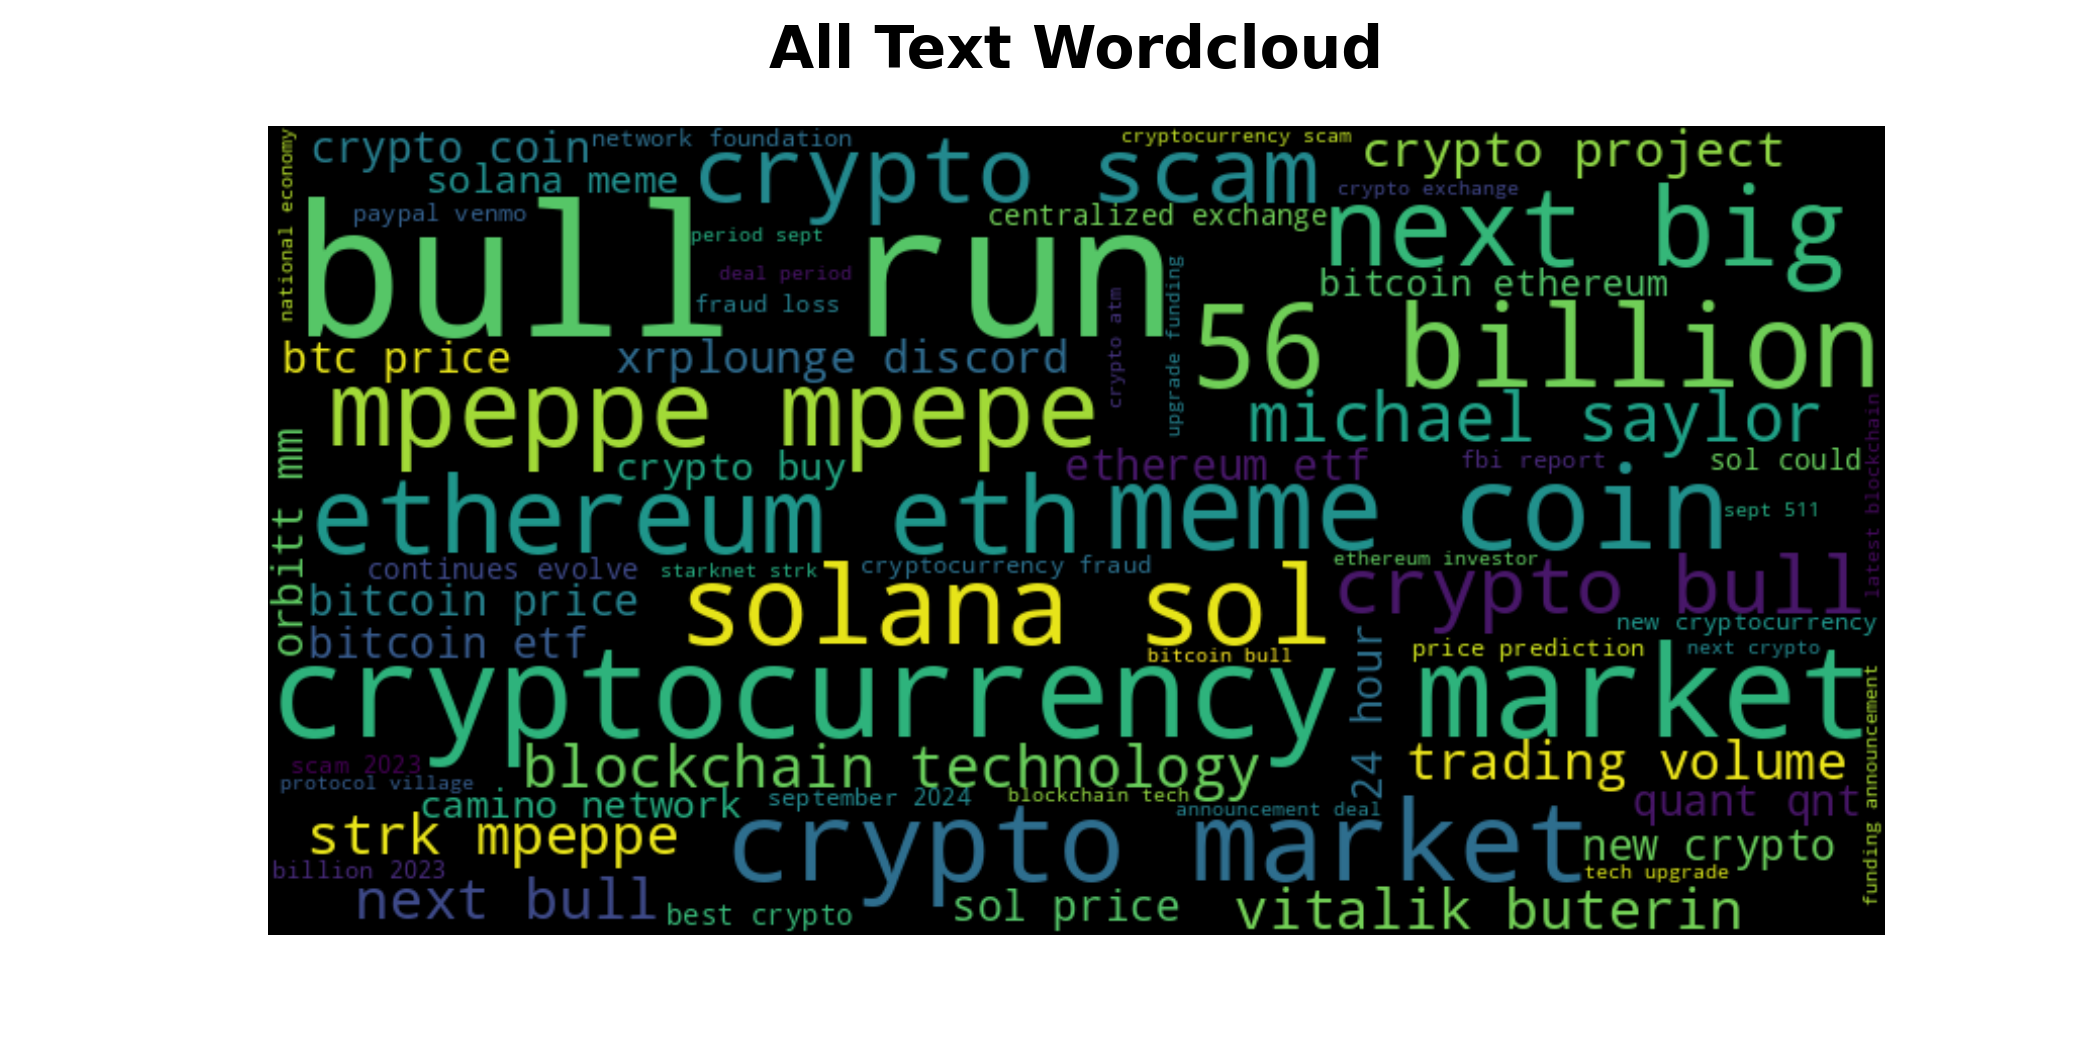 All Text Wordcloud
national economy
crypto coin
network foundation
cryptocurrency scam
crypto project
solana meme
crypto scam
crypto exchange
paypal venmo
centralized exchange
next big
bull run
period sept
deal period
fraud loss
crypto atm
upgrade funding
bitcoin ethereum
56 billion
btc price
xrplounge discord
mpeppe mpepe
michael saylor
latest blockchain
orbitt mm
crypto buy
ethereum etf
fbi report
sol could
ethereum eth
meme coin
sept 511
continues evolve
starknet strk
cryptocurrency fraud
ethereum investor
bitcoin price
solana sol
crypto bull
new cryptocurrency
bitcoin etf
bitcoin bull
24 hour
price prediction
next crypto
cryptocurrency market
funding announcement
scam 2023
blockchain technology
trading volume
protocol village
camino network
september 2024
blockchain tech
announcement deal
quant qnt
strk mpeppe
crypto market
new crypto
billion 2023
tech upgrade
next bull
best crypto
sol price
vitalik buterin